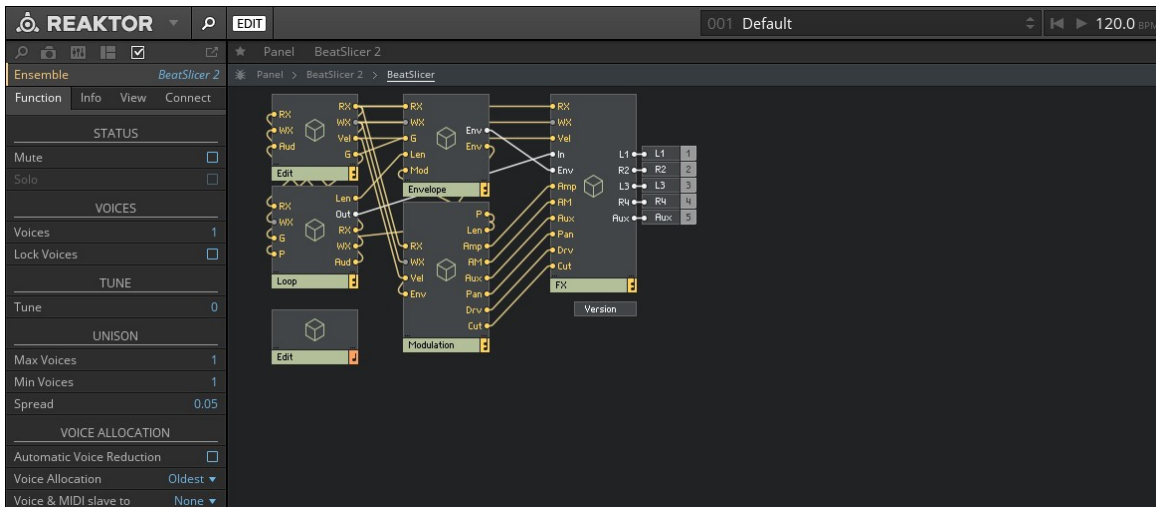 REAKTOR EDIT 001 Default 120.0 BPM
Panel BeatSlicer 2
Ensemble BeatSlicer 2
Panel > BeatSlicer 2 > BeatSlicer
Function Info View Connect
STATUS
Mute
Solo
VOICES
Voices 1
Lock Voices
TUNE
Tune 0
UNISON
Max Voices 1
Min Voices 1
Spread 0.05
VOICE ALLOCATION
Automatic Voice Reduction
Voice Allocation Oldest
Voice & MIDI slave to None
RX
WX
Aud
RX
WX
Vel
G
Edit
RX
WX
G
P
Len
Out
RX
WX
Aud
Loop
Edit
RX
WX
G
Len
Mod
Env
Env
Envelope
RX
WX
Vel
Env
P
Len
Amp
AM
Aux
Pan
Drv
Cut
Modulation
RX
WX
Vel
In
Env
Amp
AM
Aux
Pan
Drv
Cut
L1
R2
L3
R4
Aux
FX
L1 1
R2 2
L3 3
R4 4
Aux 5
Version